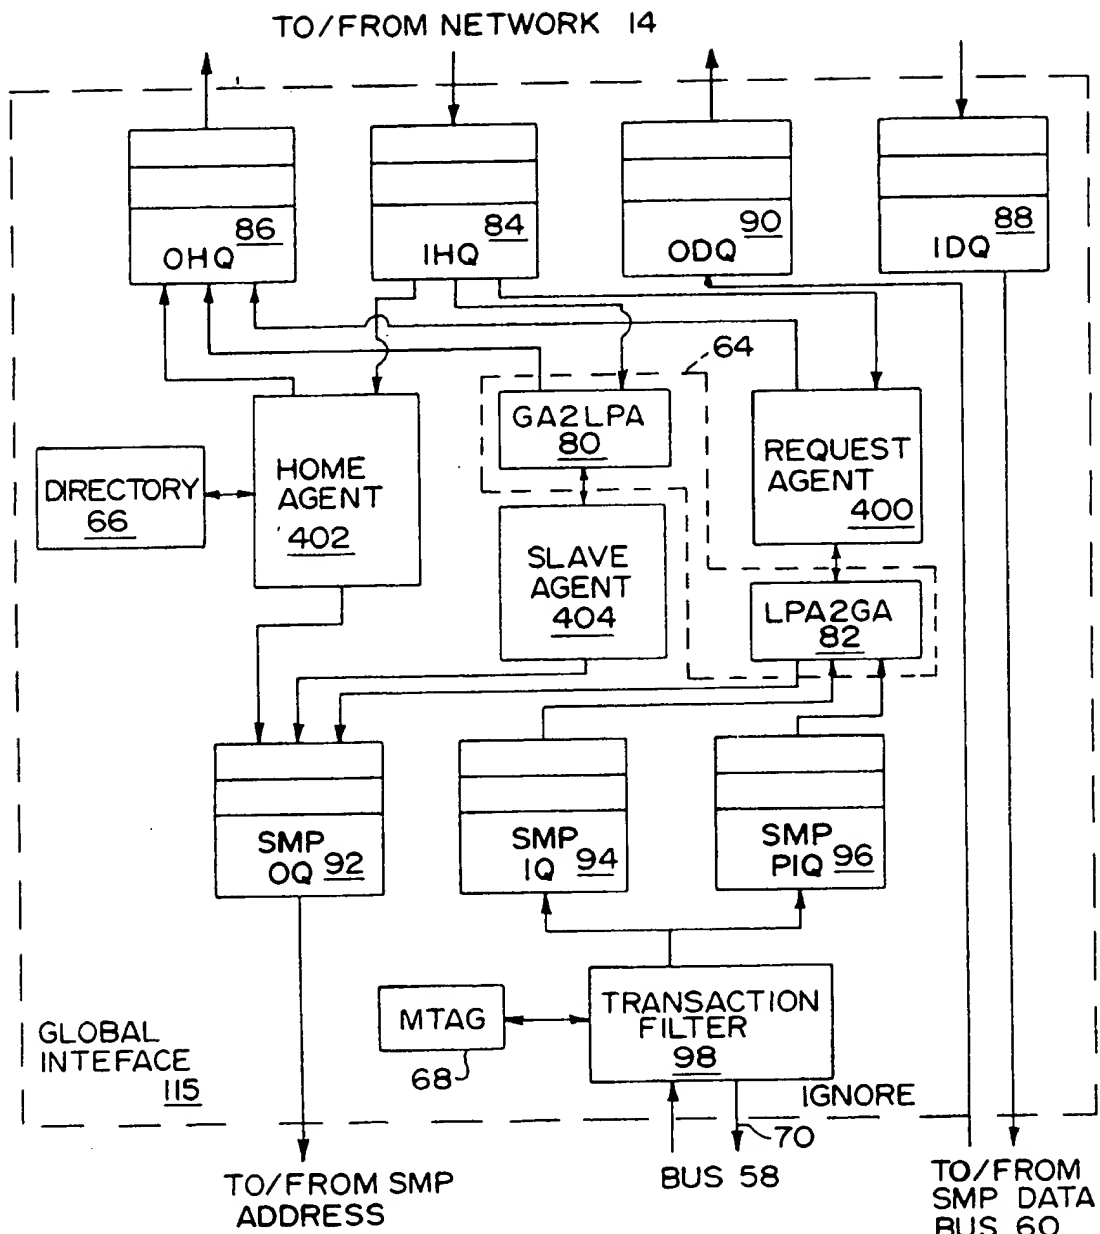 TO/FROM NETWORK 14
86
OHQ
84
IHQ
90
ODQ
88
IDQ
64
GA2LPA
80
REQUEST
AGENT
400
HOME
AGENT
402
DIRECTORY
66
SLAVE
AGENT
404
LPA2GA
82
SMP
OQ 92
SMP
IQ 94
SMP
PIQ 96
MTAG
68
TRANSACTION
FILTER
98
GLOBAL
INTEFACE
115
IGNORE
70
BUS 58
TO/FROM SMP
ADDRESS
TO/FROM
SMP DATA
BUS 60